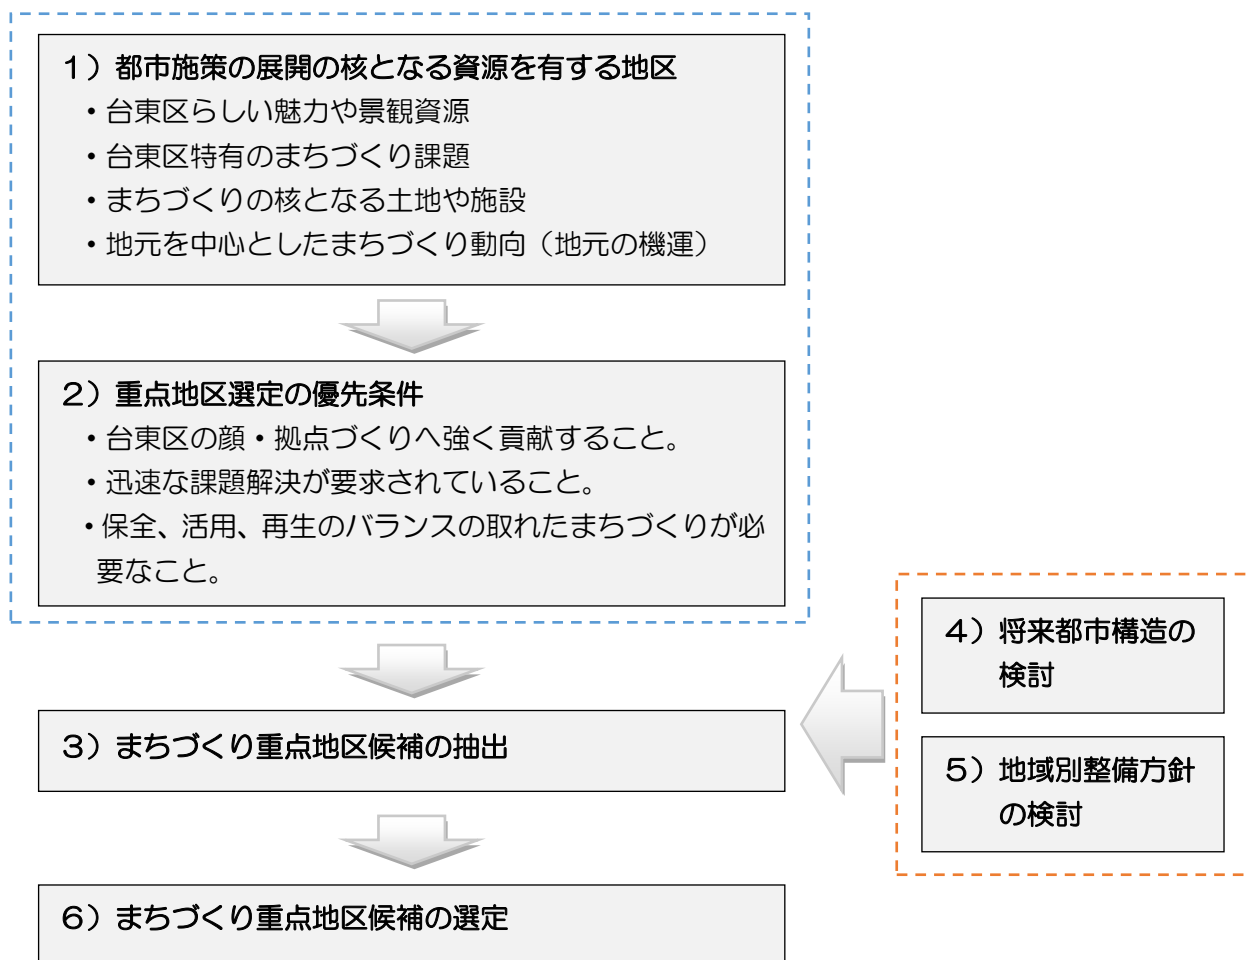 １）都市施策の展開の核となる資源を有する地区
・台東区らしい魅力や景観資源
・台東区特有のまちづくり課題
・まちづくりの核となる土地や施設
・地元を中心としたまちづくり動向（地元の機運）
２）重点地区選定の優先条件
・台東区の顔・拠点づくりへ強く貢献すること。
・迅速な課題解決が要求されていること。
・保全、活用、再生のバランスの取れたまちづくりが必
要なこと。
３）まちづくり重点地区候補の抽出
４）将来都市構造の
検討
５）地域別整備方針
の検討
６）まちづくり重点地区候補の選定